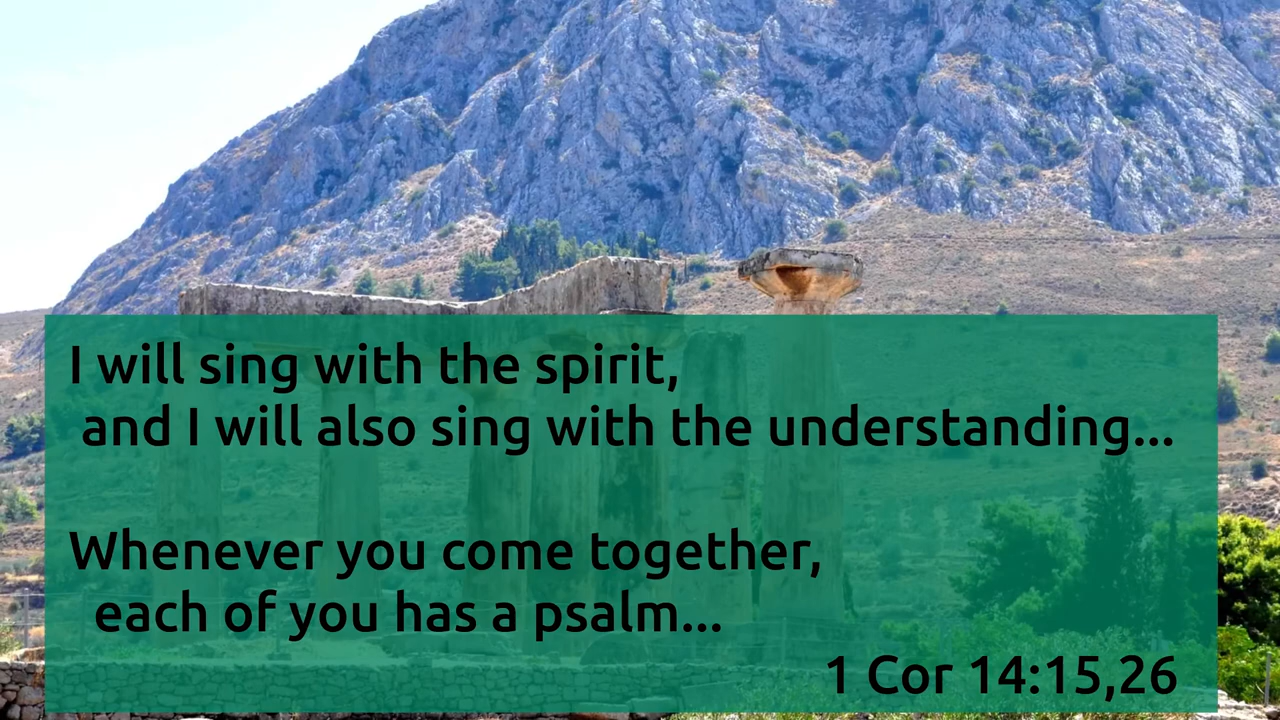 I will sing with the spirit,
and I will also sing with the understanding...
Whenever you come together,
each of you has a psalm...
1 Cor 14:15,26